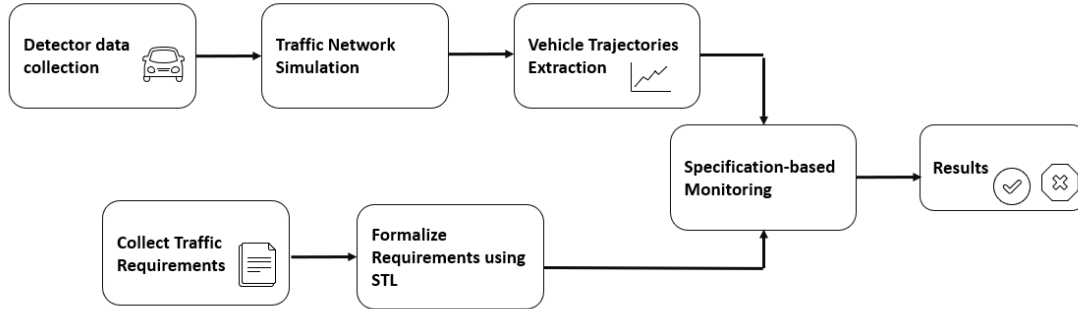 Detector data
collection
Traffic Network
Simulation
Vehicle Trajectories
Extraction
Specification-based
Monitoring
Results
Collect Traffic
Requirements
Formalize
Requirements using
STL